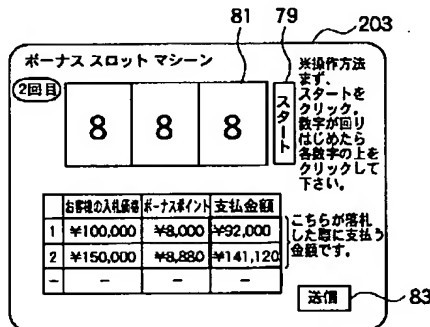 81
79
203
ボーナス スロット マシーン
2回目
8 8 8
スタート
※操作方法
まず、
スタートを
クリック。
数字が回り
はじめたら
各数字の上を
クリックして
下さい。
お客様の入札価格 ボーナスポイント 支払金額
1 ¥100,000 ¥8,000 ¥92,000
2 ¥150,000 ¥8,880 ¥141,120
- - - -
こちらが落札
した際に支払う
金額です。
送信
83